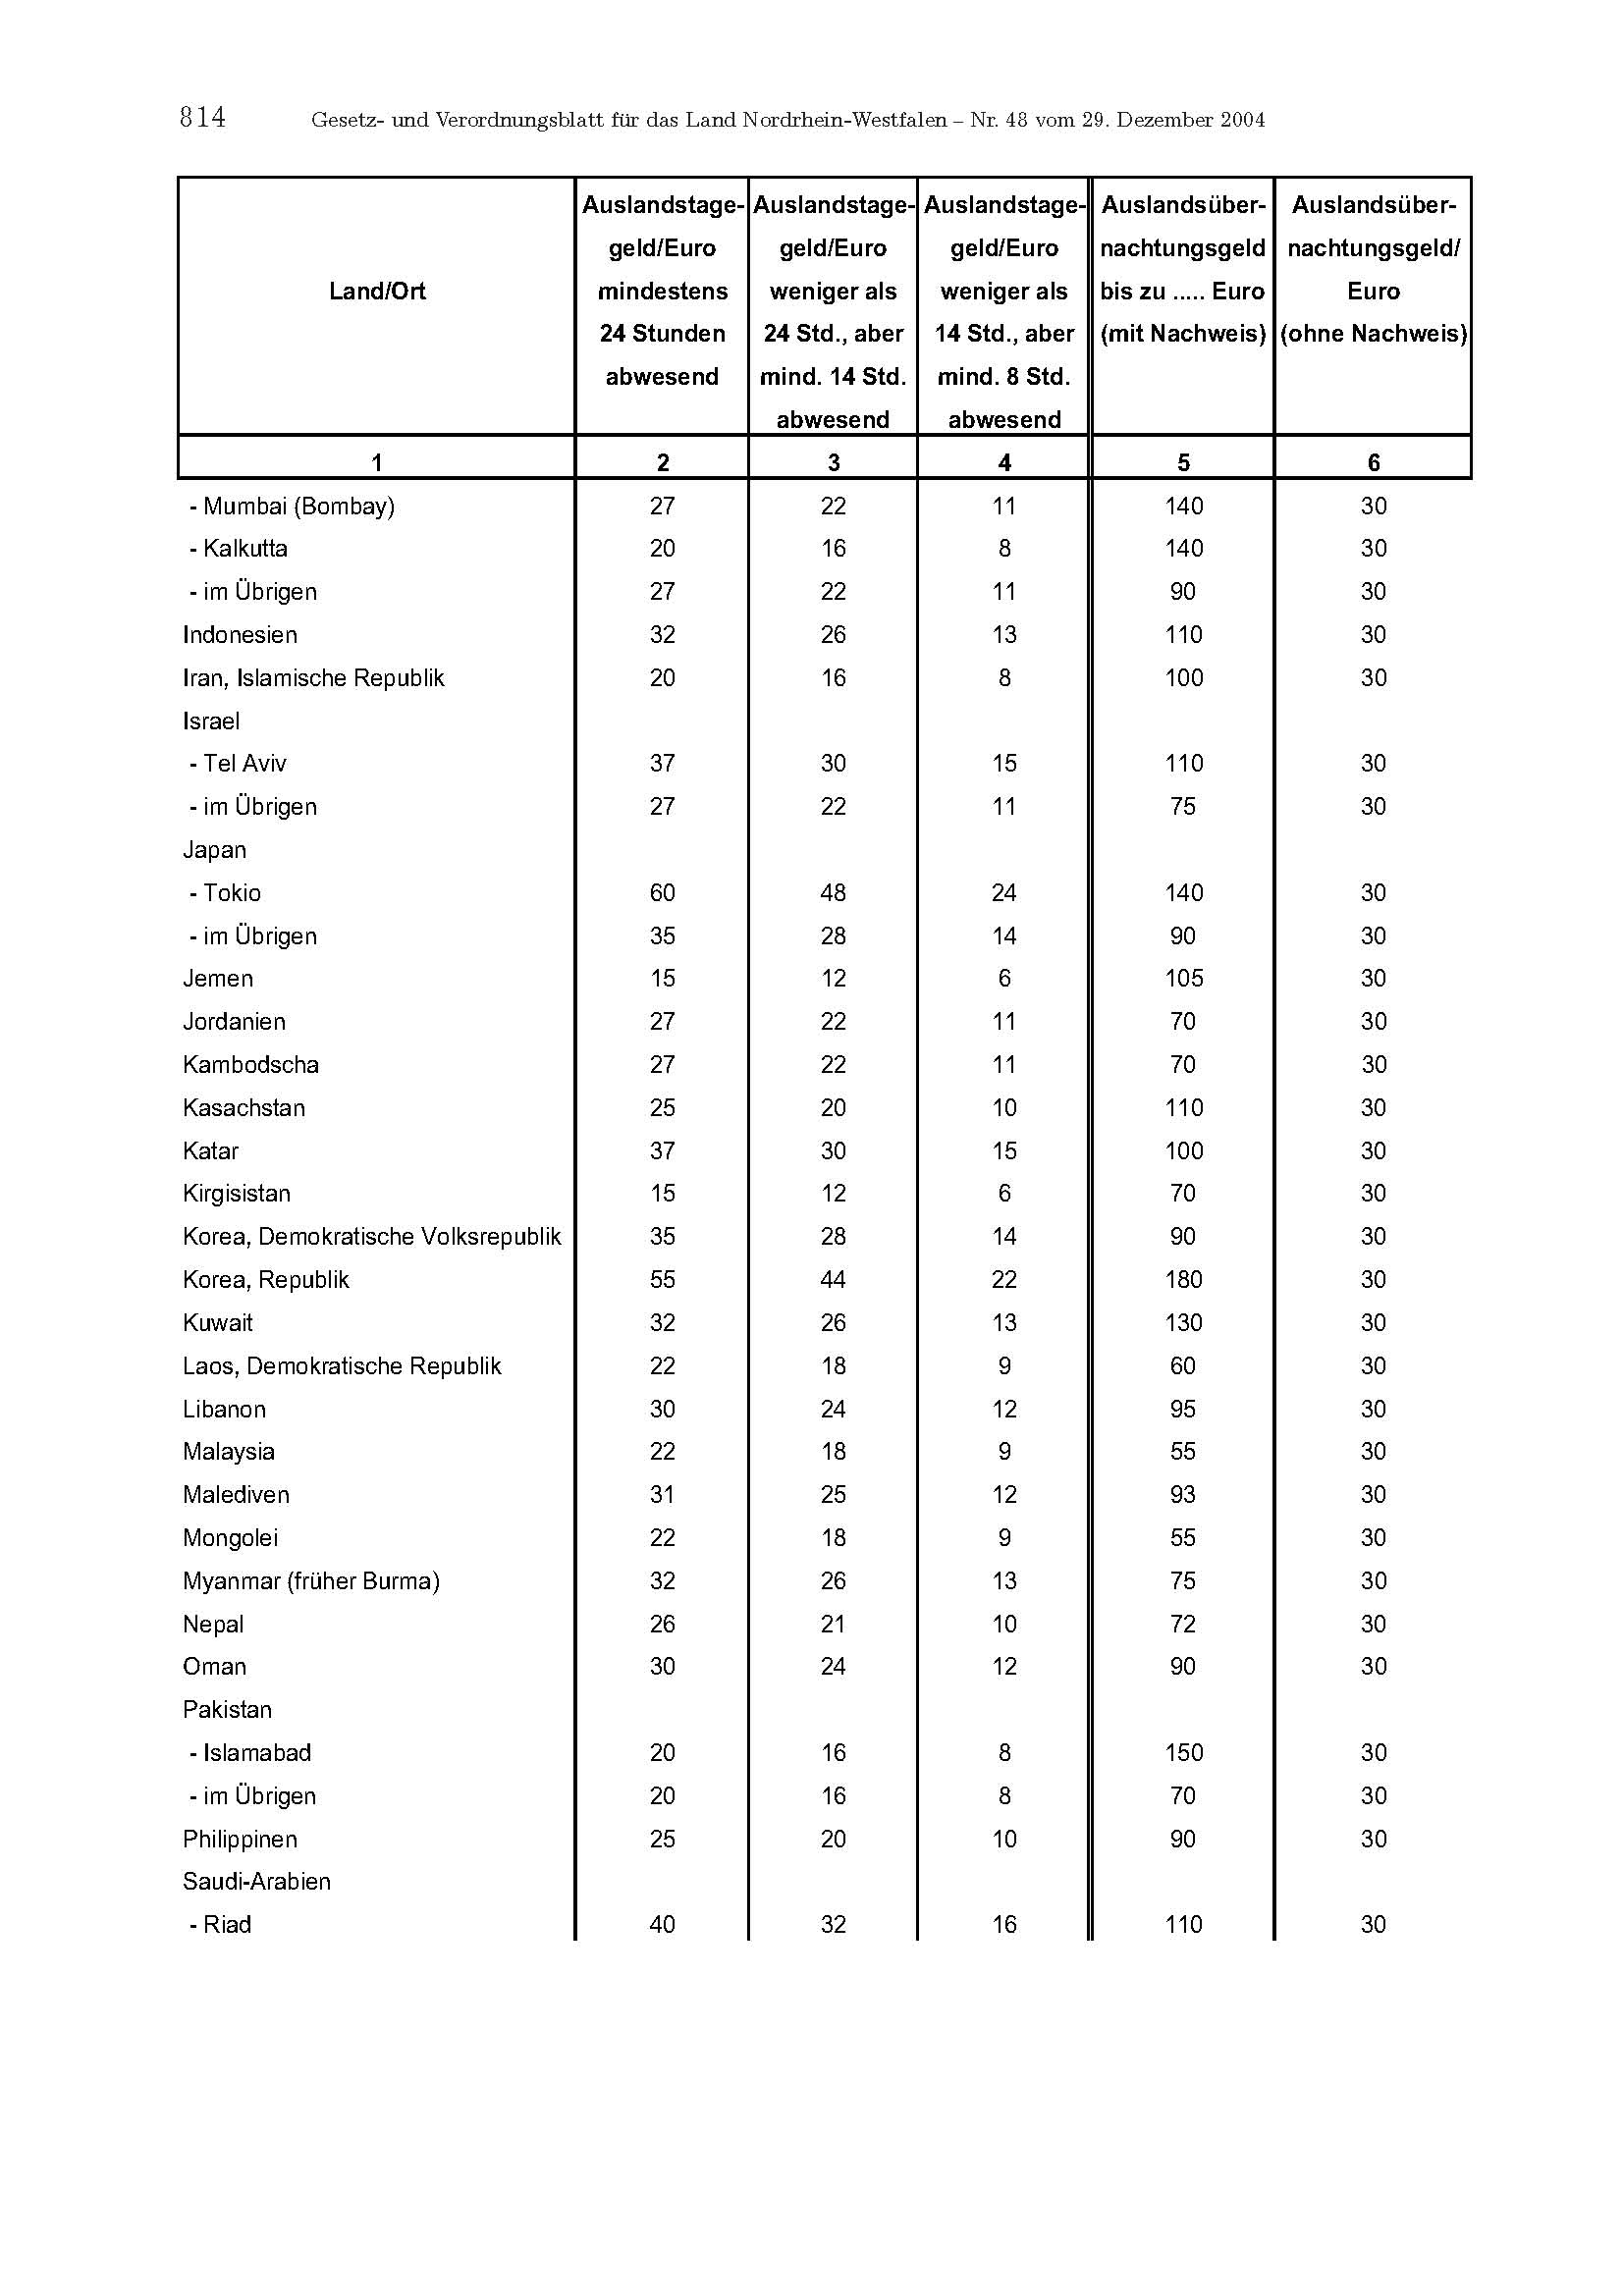 814 Gesetz- und Verordnungsblatt für das Land Nordrhein-Westfalen – Nr. 48 vom 29. Dezember 2004
Auslandstage- Auslandstage- Auslandstage- Auslandsüber- Auslandsüber-
geld/Euro geld/Euro geld/Euro nachtungsgeld nachtungsgeld/
Land/Ort mindestens weniger als weniger als bis zu ..... Euro Euro
24 Stunden 24 Std., aber 14 Std., aber (mit Nachweis) (ohne Nachweis)
abwesend mind. 14 Std. mind. 8 Std.
abwesend abwesend
1 2 3 4 5 6
- Mumbai (Bombay) 27 22 11 140 30
- Kalkutta 20 16 8 140 30
- im Übrigen 27 22 11 90 30
Indonesien 32 26 13 110 30
Iran, Islamische Republik 20 16 8 100 30
Israel
- Tel Aviv 37 30 15 110 30
- im Übrigen 27 22 11 75 30
Japan
- Tokio 60 48 24 140 30
- im Übrigen 35 28 14 90 30
Jemen 15 12 6 105 30
Jordanien 27 22 11 70 30
Kambodscha 27 22 11 70 30
Kasachstan 25 20 10 110 30
Katar 37 30 15 100 30
Kirgisistan 15 12 6 70 30
Korea, Demokratische Volksrepublik 35 28 14 90 30
Korea, Republik 55 44 22 180 30
Kuwait 32 26 13 130 30
Laos, Demokratische Republik 22 18 9 60 30
Libanon 30 24 12 95 30
Malaysia 22 18 9 55 30
Malediven 31 25 12 93 30
Mongolei 22 18 9 55 30
Myanmar (früher Burma) 32 26 13 75 30
Nepal 26 21 10 72 30
Oman 30 24 12 90 30
Pakistan
- Islamabad 20 16 8 150 30
- im Übrigen 20 16 8 70 30
Philippinen 25 20 10 90 30
Saudi-Arabien
- Riad 40 32 16 110 30